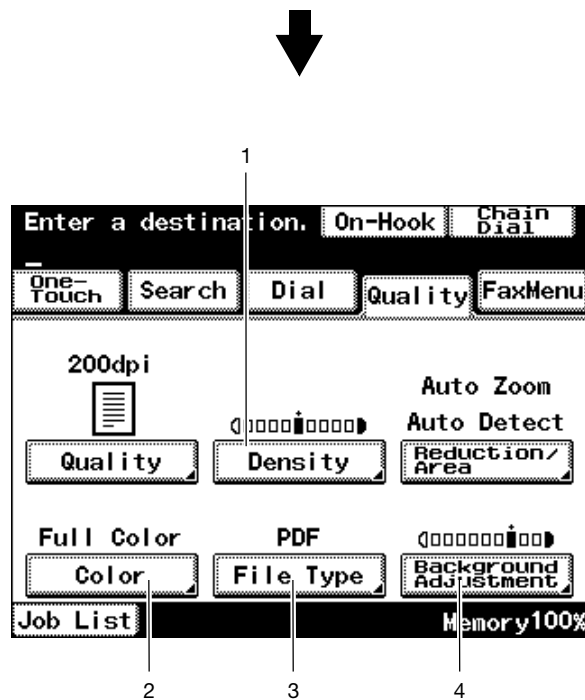 1
Enter a destination. On-Hook Chain Dial
One-Touch Search Dial Quality FaxMenu
200dpi
Auto Zoom
Auto Detect
Quality Density Reduction/Area
Full Color PDF
Color File Type Background Adjustment
Job List Memory100%
2 3 4